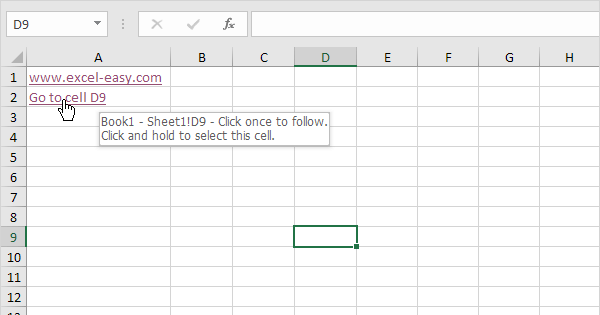 D9
fx
A B C D E F G H
1 www.excel-easy.com
2 Go to cell D9
3 Book1 - Sheet1!D9 - Click once to follow.
4 Click and hold to select this cell.
5
6
7
8
9
10
11
12